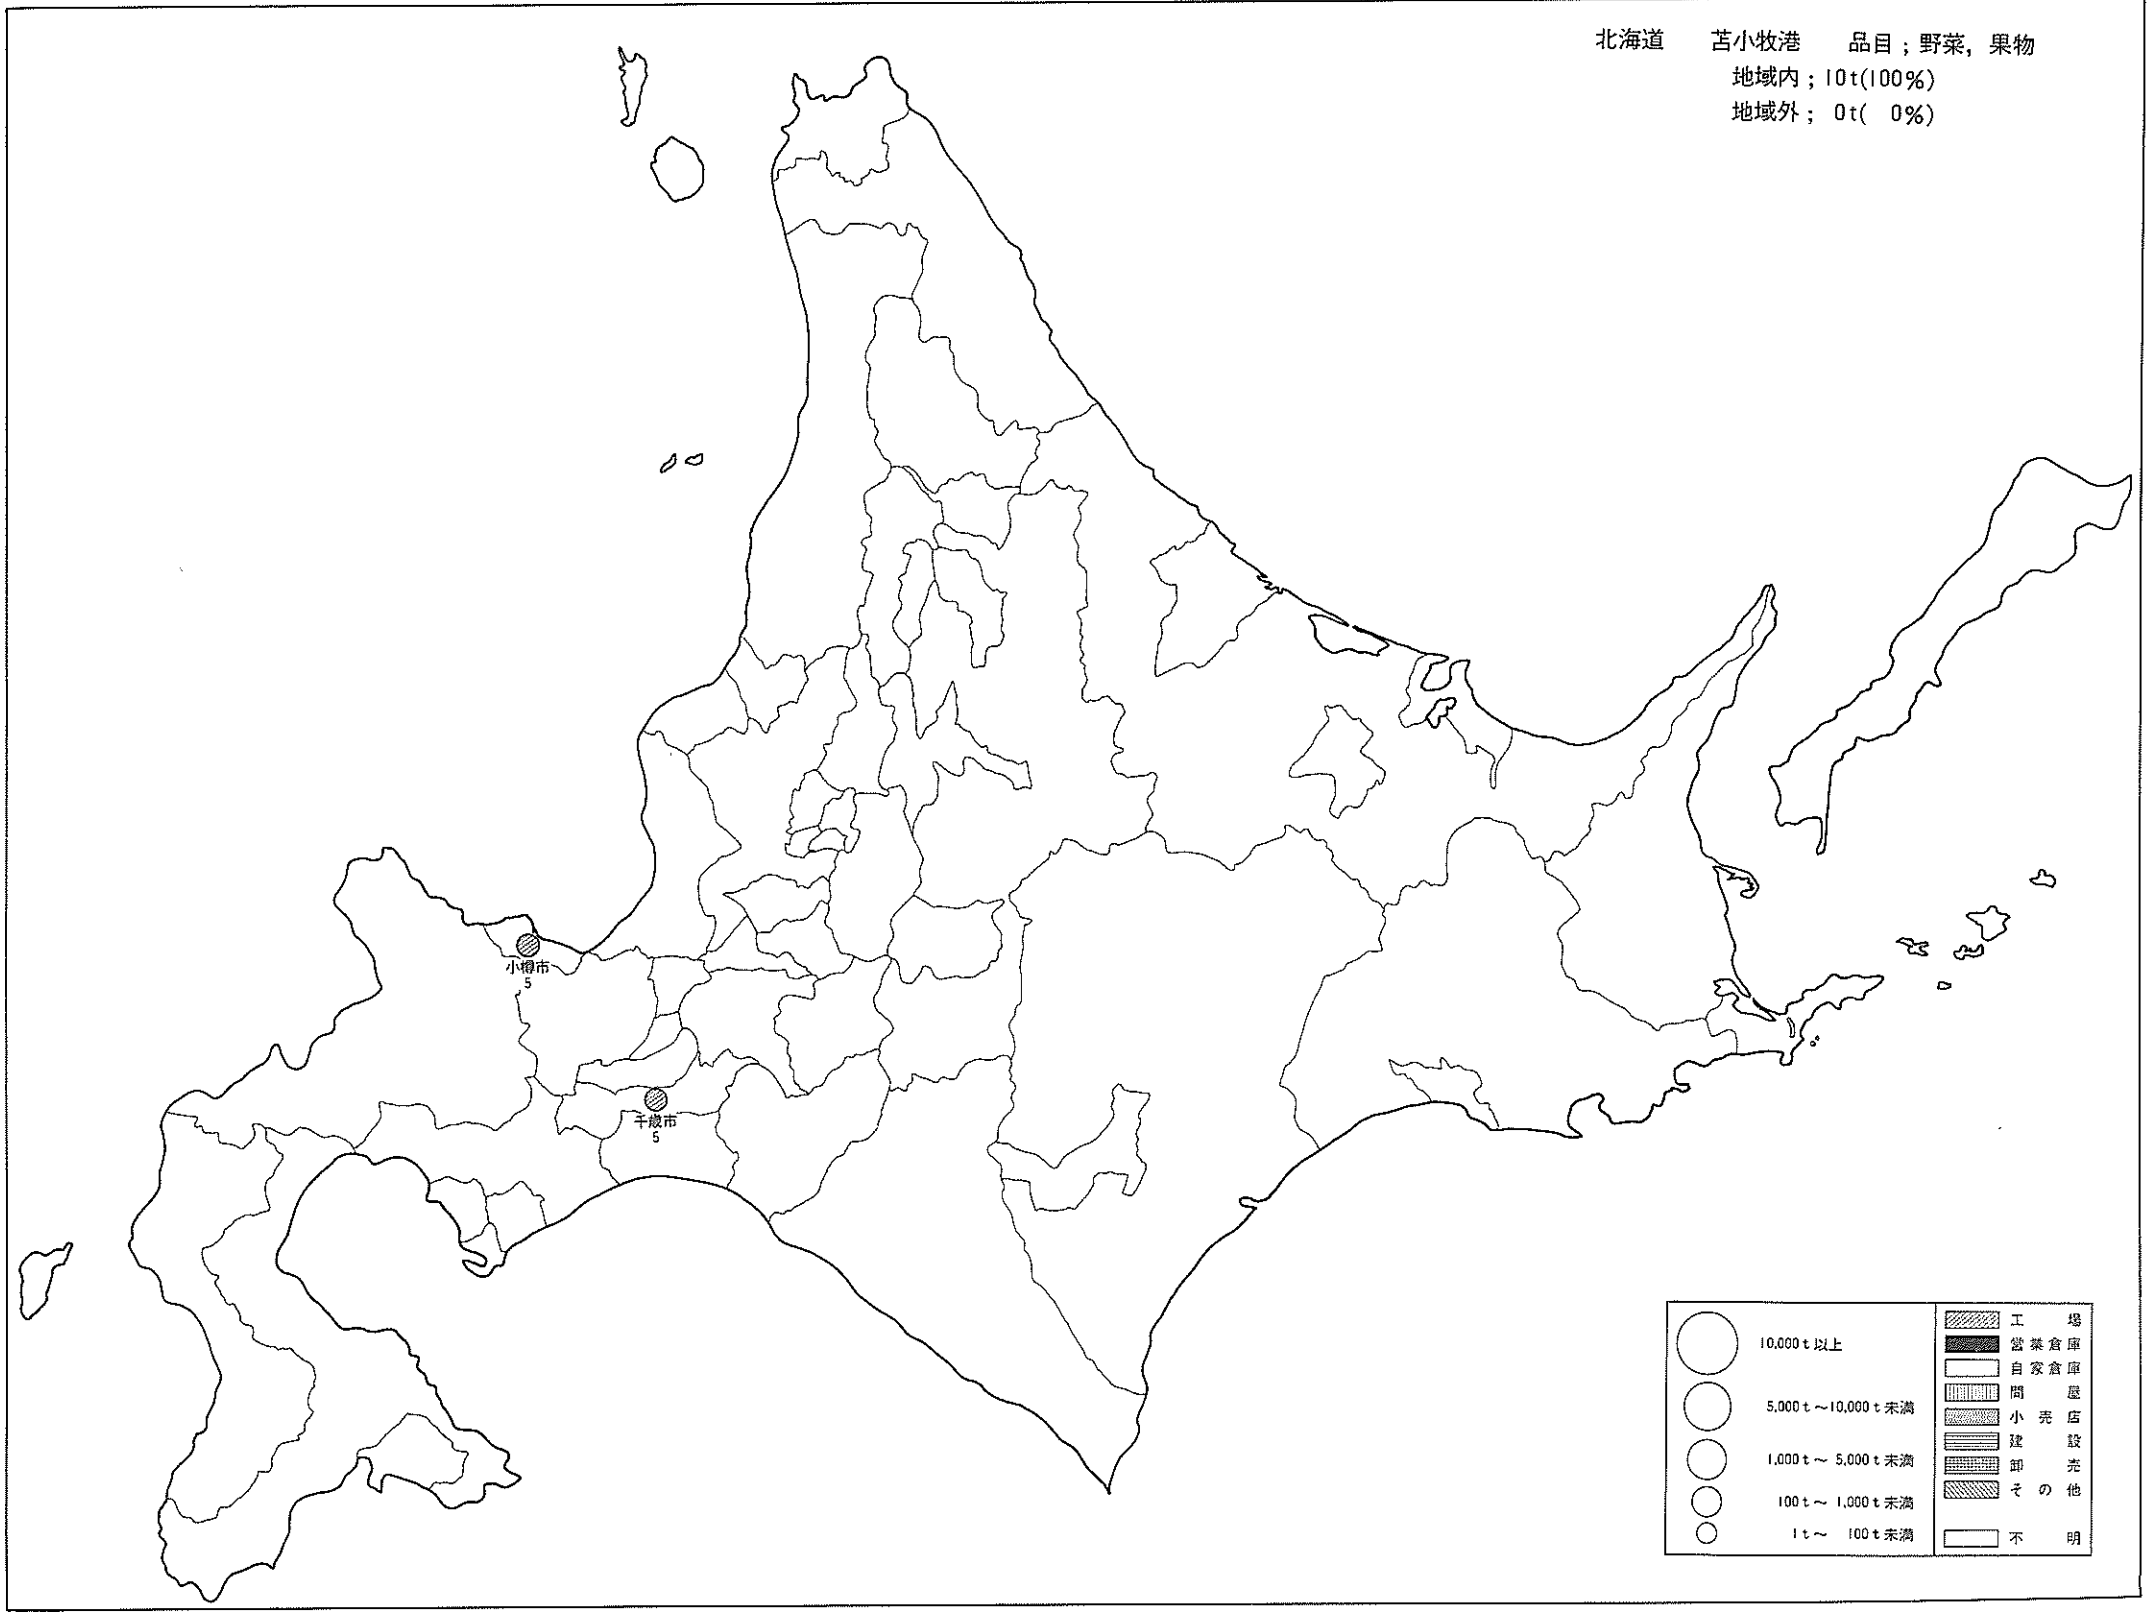 北海道 苫小牧港 品目;野菜,果物
地域内;10t(100%)
地域外; 0t( 0%)
小樽市
5
千歳市
5
10,000t以上
5,000t~10,000t未満
1,000t~ 5,000t未満
100t~ 1,000t未満
1t~ 100t未満
工場
営業倉庫
自家倉庫
問屋
小売店
建設
卸売
その他
不明